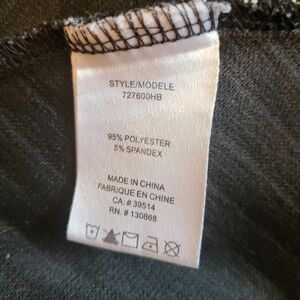 STYLE/MODELE
727600HB
95% POLYESTER
5% SPANDEX
MADE IN CHINA
FABRIQUE EN CHINE
CA. # 39514
RN. # 130868